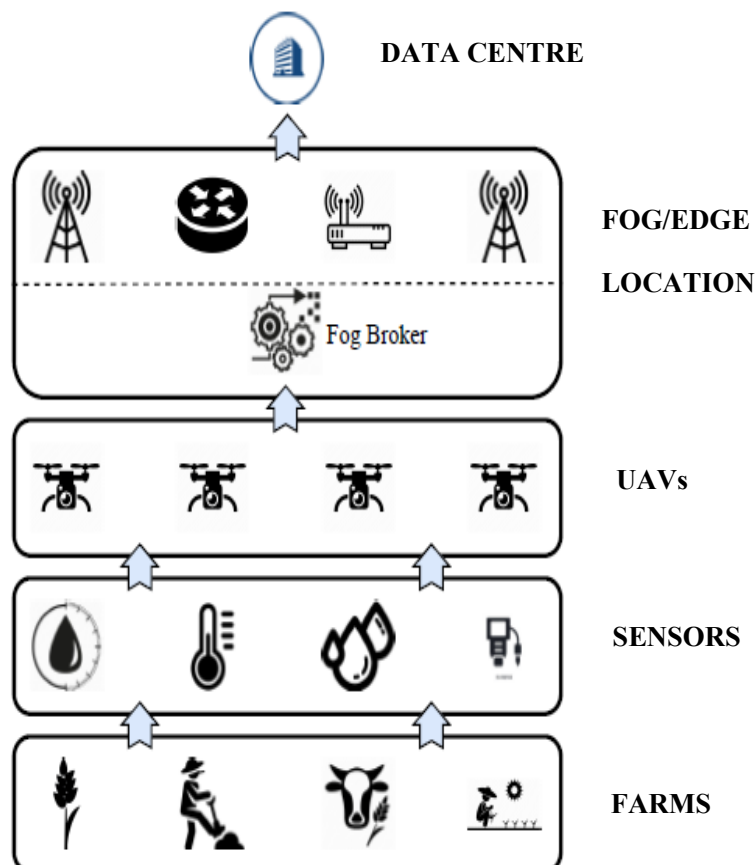 DATA CENTRE
FOG/EDGE
LOCATION
Fog Broker
UAVs
SENSORS
FARMS